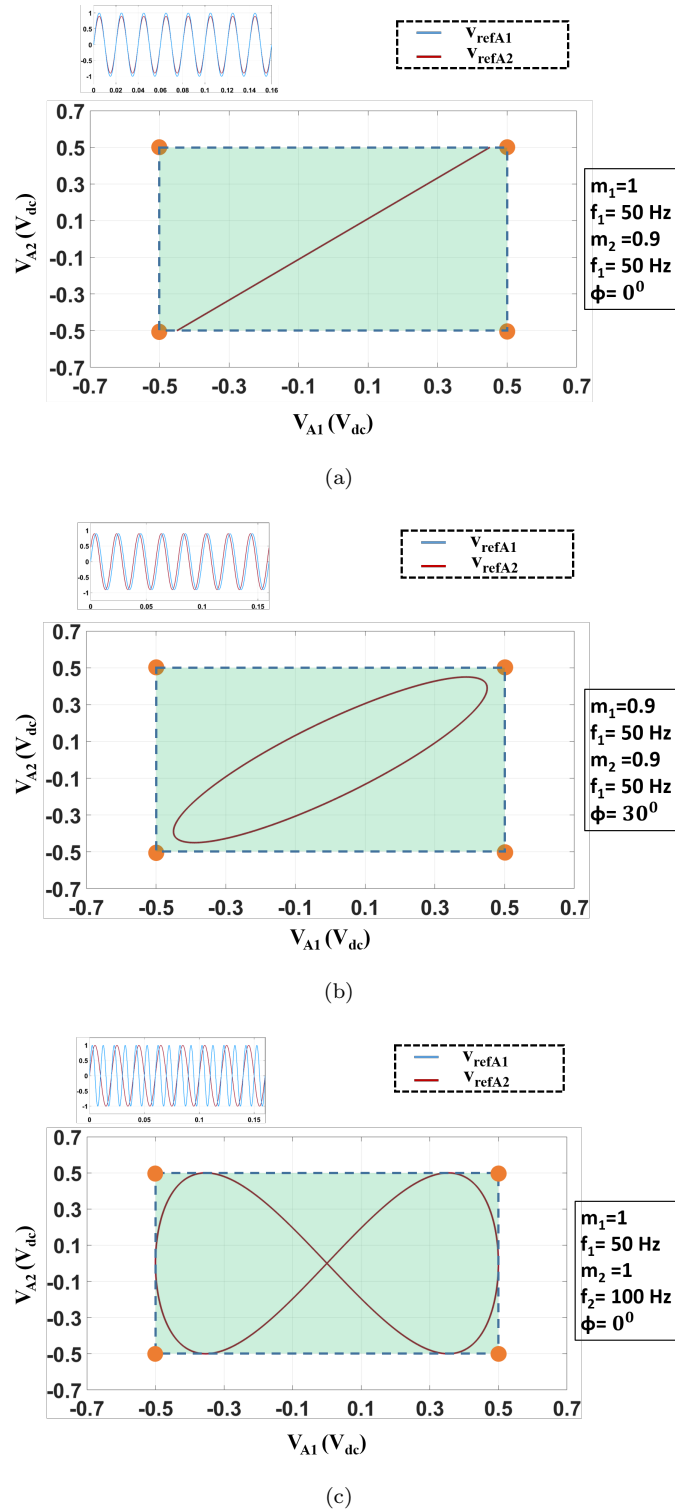 1
0.5
0
-0.5
-1
0 0.02 0.04 0.06 0.08 0.1 0.12 0.14 0.16
VrefA1
VrefA2
0.7
0.5
0.3
0.1
-0.1
-0.3
-0.5
-0.7
VA2 (Vdc)
-0.7 -0.5 -0.3 -0.1 0.1 0.3 0.5 0.7
VA1 (Vdc)
m1=1
f1= 50 Hz
m2 =0.9
f1= 50 Hz
ϕ= 0⁰
(a)
1
0.5
0
-0.5
-1
0 0.05 0.1 0.15
VrefA1
VrefA2
0.7
0.5
0.3
0.1
-0.1
-0.3
-0.5
-0.7
VA2 (Vdc)
-0.7 -0.5 -0.3 -0.1 0.1 0.3 0.5 0.7
VA1 (Vdc)
m1=0.9
f1= 50 Hz
m2 =0.9
f1= 50 Hz
ϕ= 30⁰
(b)
1
0.5
0
-0.5
-1
0 0.05 0.1 0.15
VrefA1
VrefA2
0.7
0.5
0.3
0.1
-0.1
-0.3
-0.5
-0.7
VA2 (Vdc)
-0.7 -0.5 -0.3 -0.1 0.1 0.3 0.5 0.7
VA1 (Vdc)
m1=1
f1= 50 Hz
m2 =1
f2= 100 Hz
ϕ= 0⁰
(c)